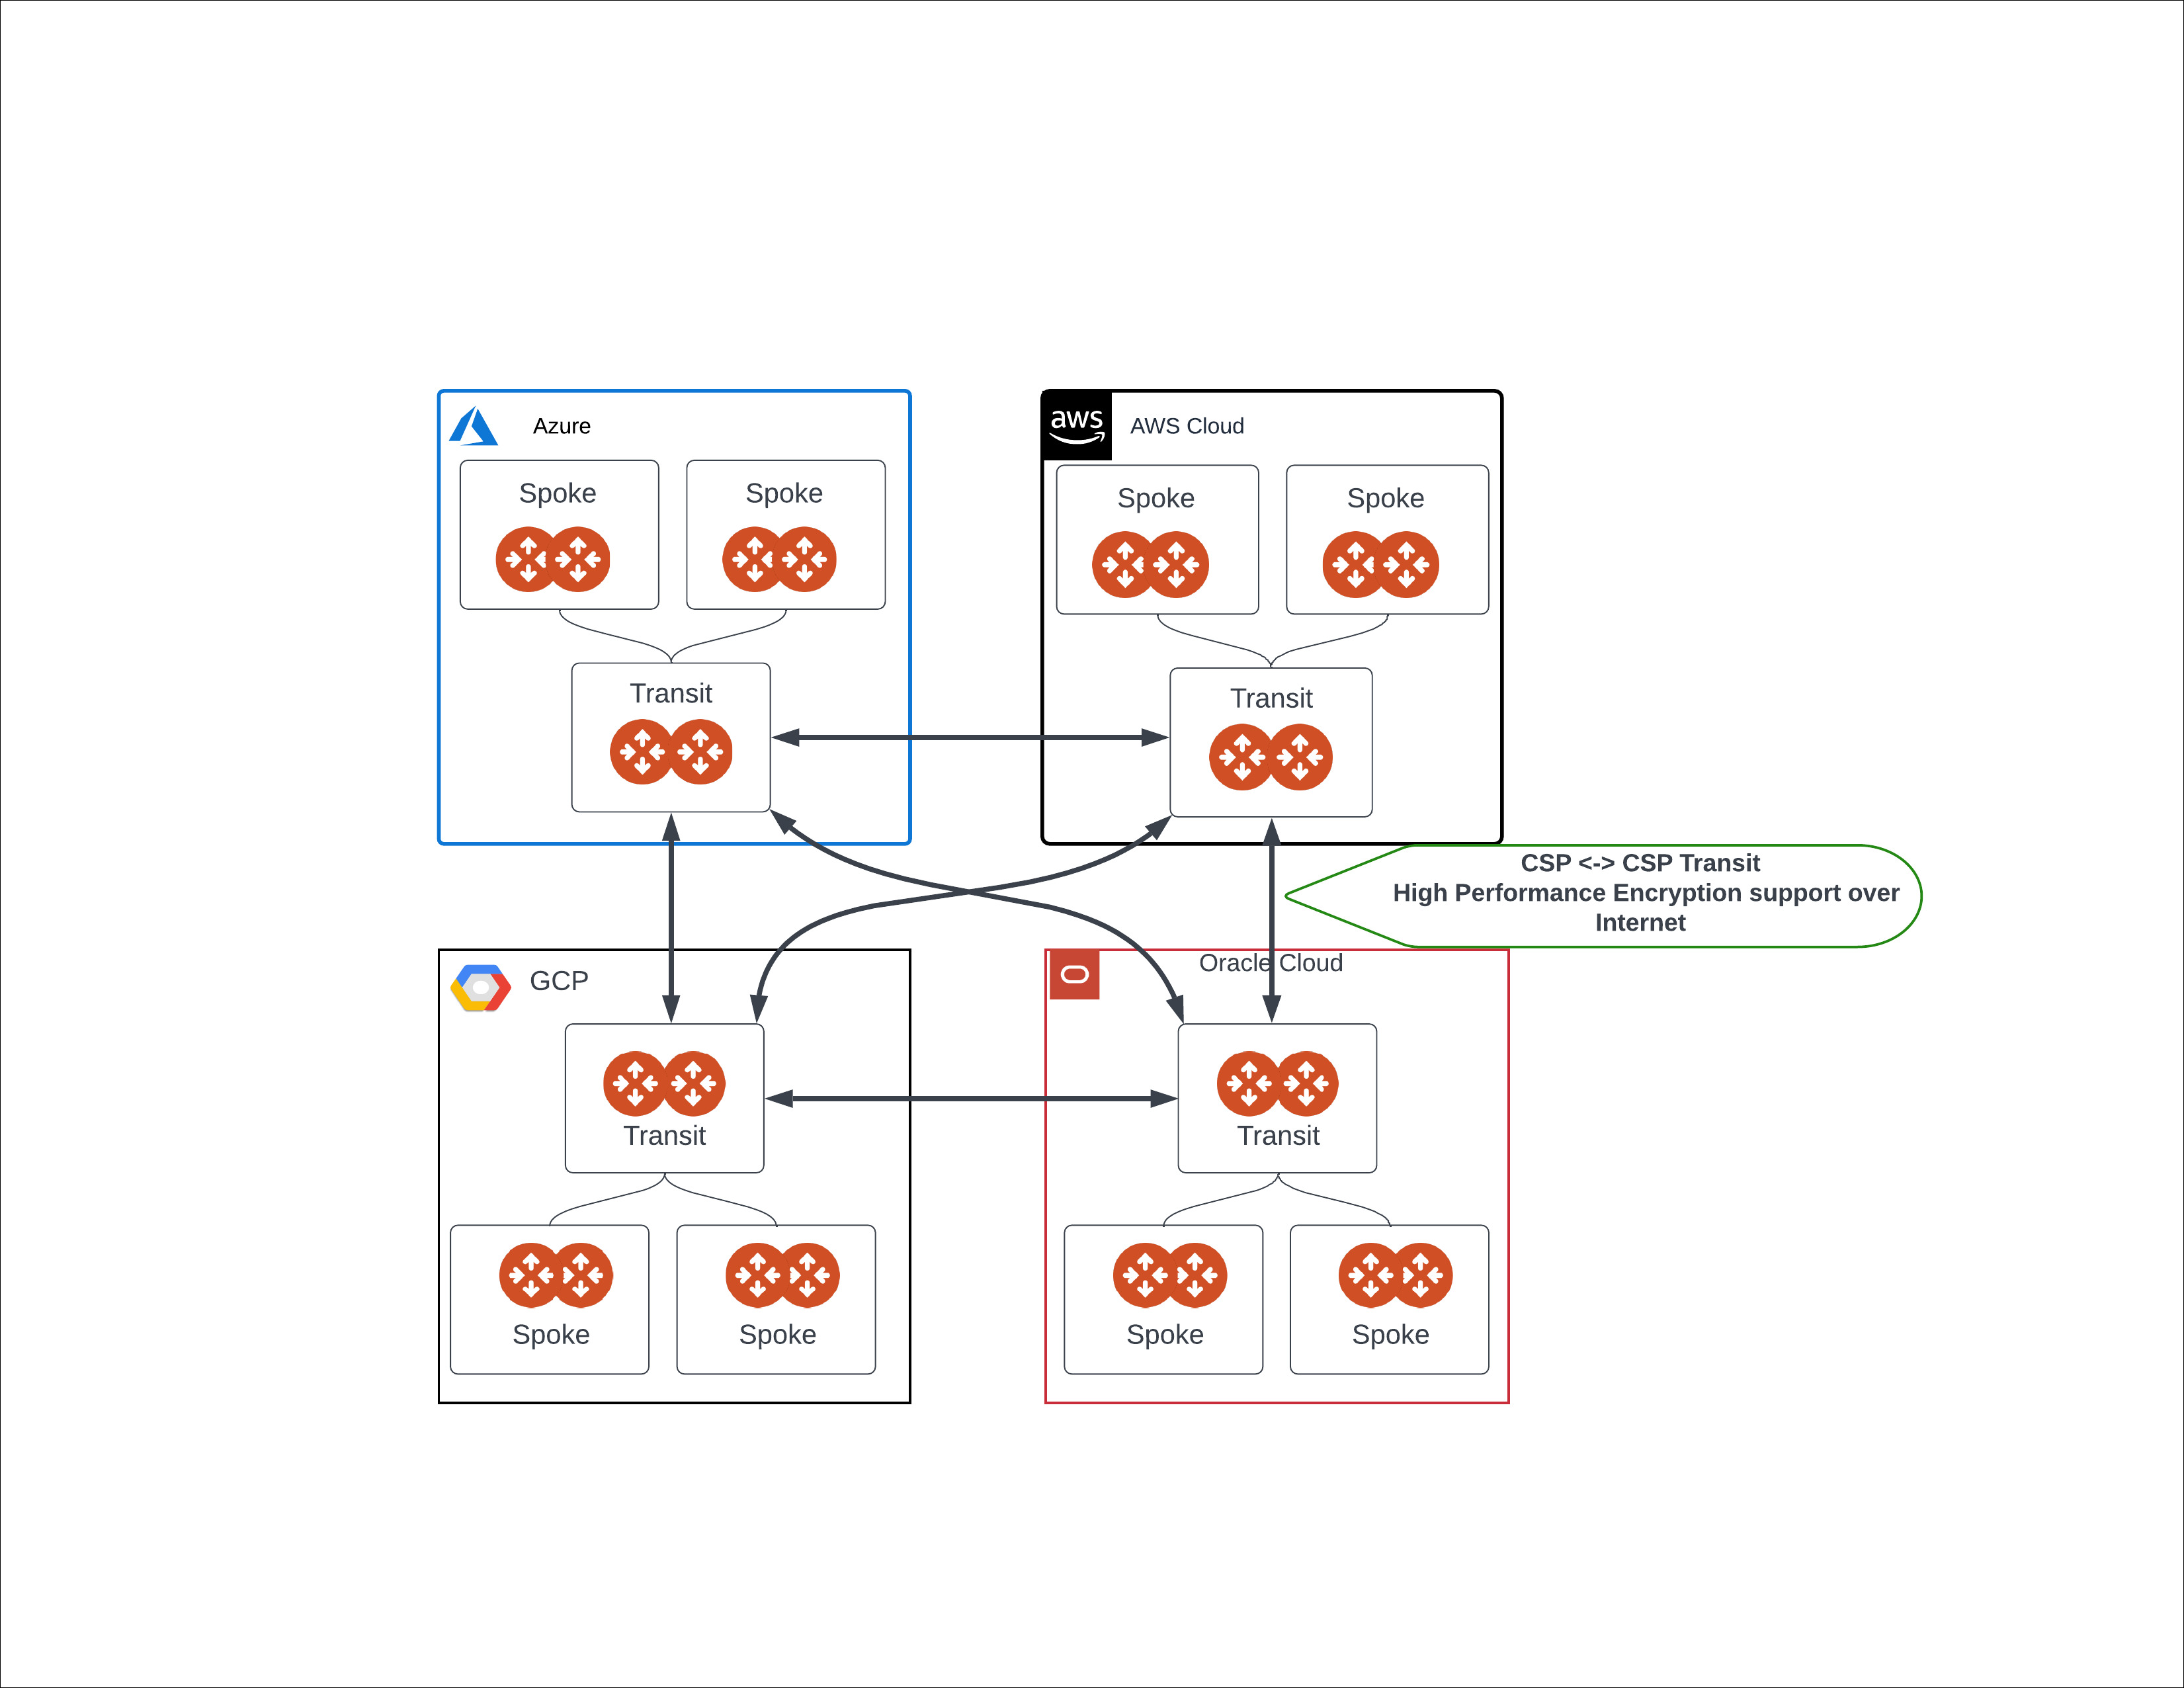 Azure
aws
AWS Cloud
Spoke
Spoke
Spoke
Spoke
Transit
Transit
CSP <-> CSP Transit
High Performance Encryption support over
Internet
GCP
Oracle Cloud
Transit
Transit
Spoke
Spoke
Spoke
Spoke